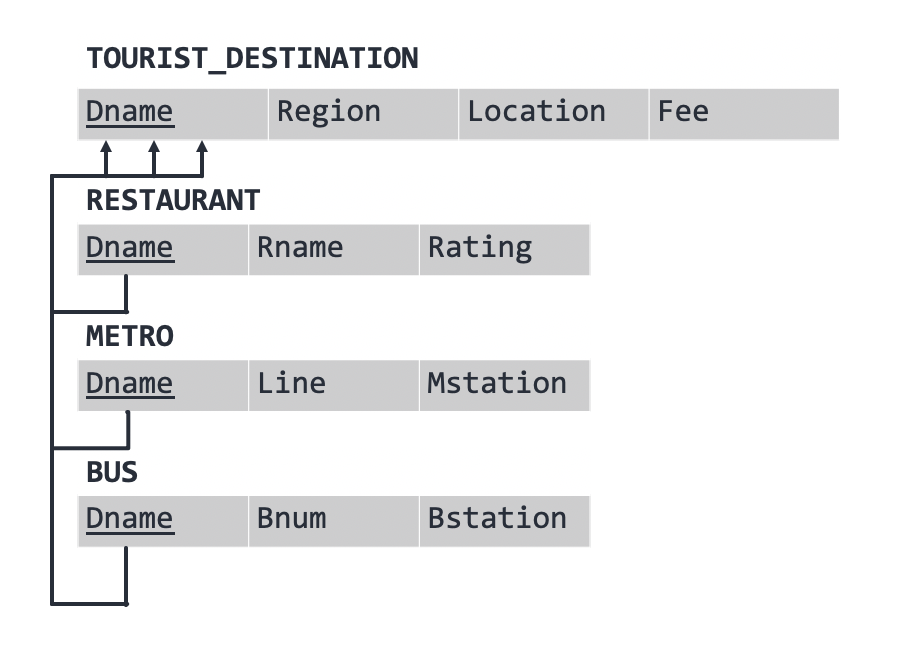 TOURIST_DESTINATION
Dname Region Location Fee
RESTAURANT
Dname Rname Rating
METRO
Dname Line Mstation
BUS
Dname Bnum Bstation